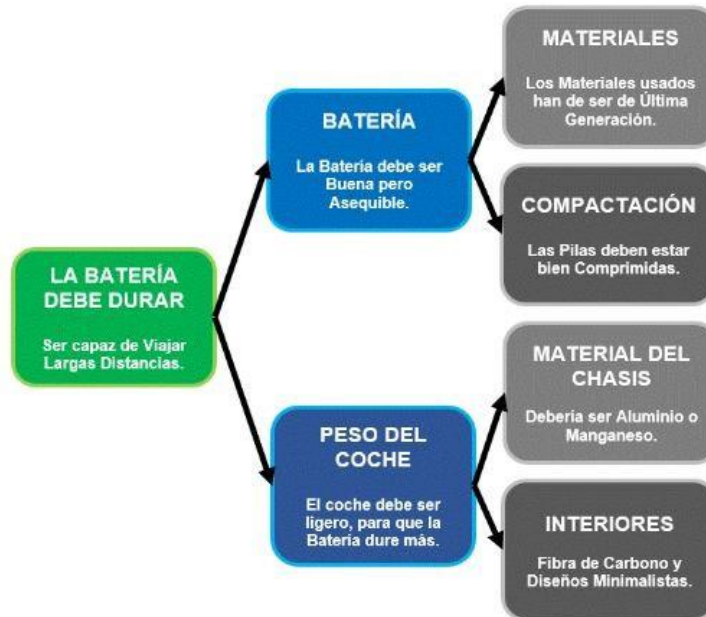 LA BATERÍA
DEBE DURAR
Ser capaz de Viajar
Largas Distancias.
BATERÍA
La Batería debe ser
Buena pero
Asequible.
MATERIALES
Los Materiales usados
han de ser de Última
Generación.
COMPACTACIÓN
Las Pilas deben estar
bien Comprimidas.
PESO DEL
COCHE
El coche debe ser
ligero, para que la
Batería dure más.
MATERIAL DEL
CHASIS
Debería ser Aluminio o
Manganeso.
INTERIORES
Fibra de Carbono y
Diseños Minimalistas.